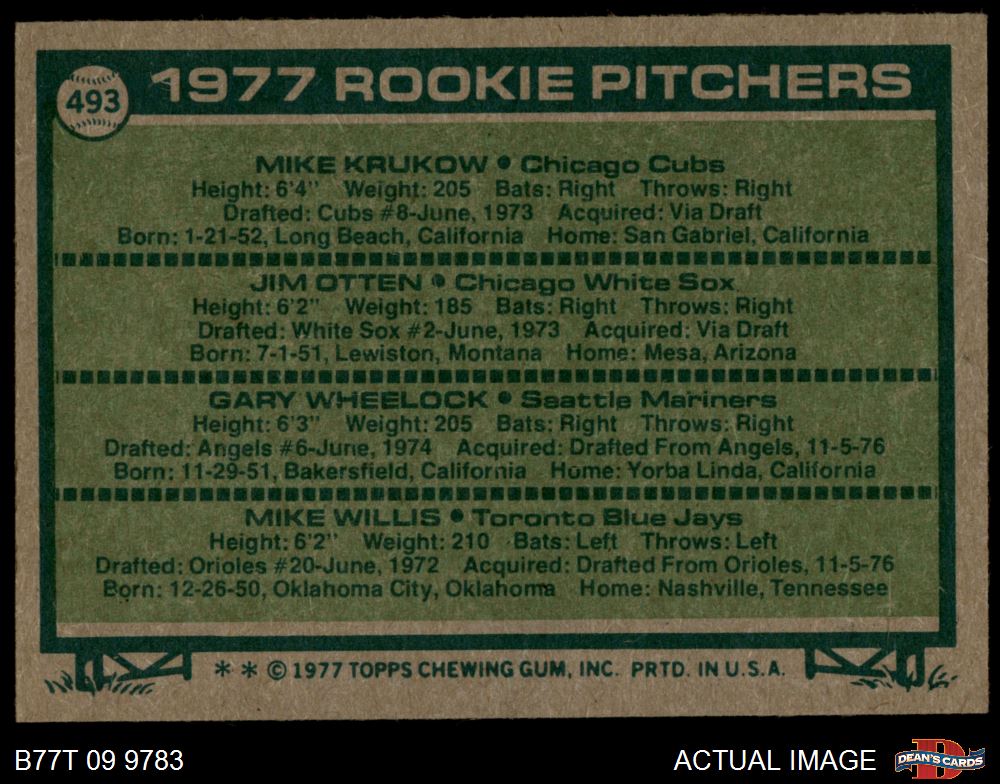 493
1977 ROOKIE PITCHERS
MIKE KRUKOW • Chicago Cubs
Height: 6'4" Weight: 205 Bats: Right Throws: Right
Drafted: Cubs #8-June, 1973 Acquired: Via Draft
Born: 1-21-52, Long Beach, California Home: San Gabriel, California
JIM OTTEN • Chicago White Sox
Height: 6'2" Weight: 185 Bats: Right Throws: Right
Drafted: White Sox #2-June, 1973 Acquired: Via Draft
Born: 7-1-51, Lewiston, Montana Home: Mesa, Arizona
GARY WHEELOCK • Seattle Mariners
Height: 6'3" Weight: 205 Bats: Right Throws: Right
Drafted: Angels #6-June, 1974 Acquired: Drafted From Angels, 11-5-76
Born: 11-29-51, Bakersfield, California Home: Yorba Linda, California
MIKE WILLIS • Toronto Blue Jays
Height: 6'2" Weight: 210 Bats: Left Throws: Left
Drafted: Orioles #20-June, 1972 Acquired: Drafted From Orioles, 11-5-76
Born: 12-26-50, Oklahoma City, Oklahoma Home: Nashville, Tennessee
* * © 1977 TOPPS CHEWING GUM, INC. PRTD. IN U.S.A.
B77T 09 9783
ACTUAL IMAGE
D
DEAN'S CARDS